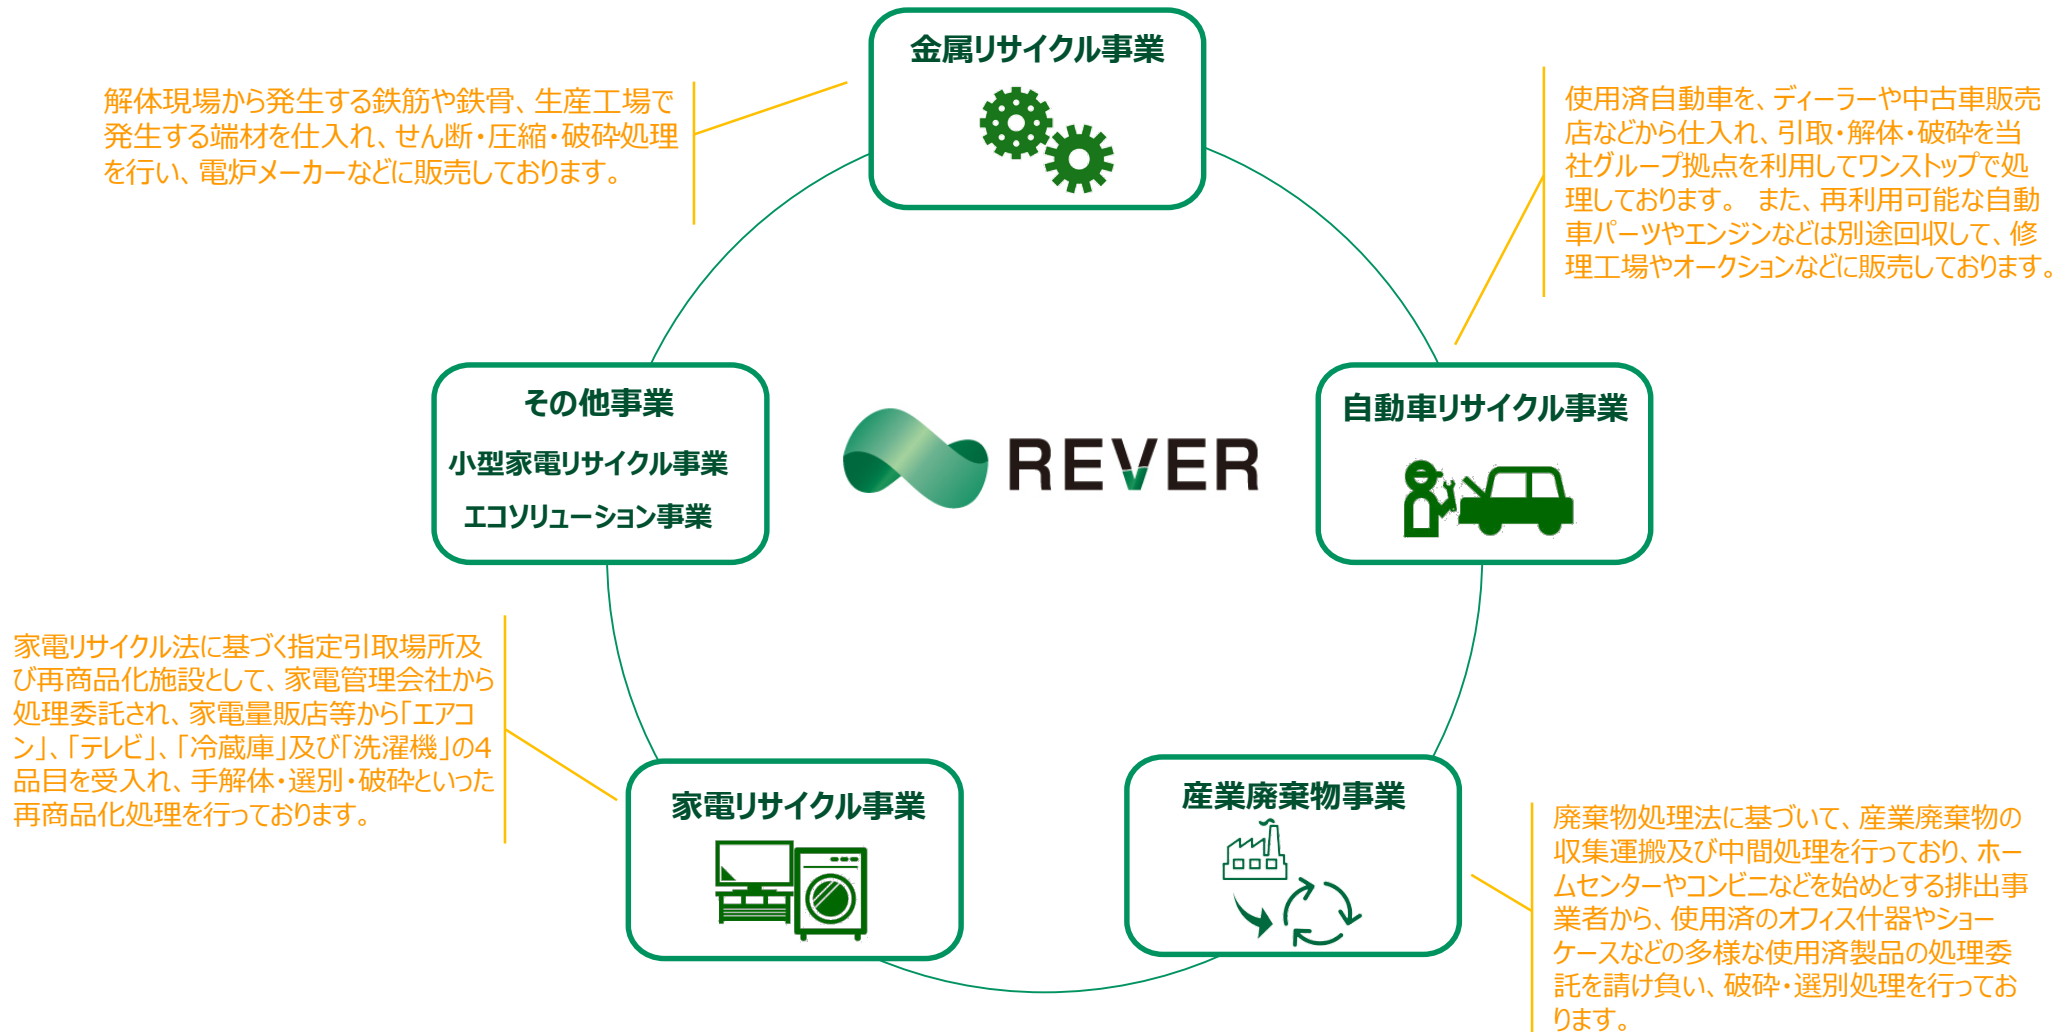 金属リサイクル事業
解体現場から発生する鉄筋や鉄骨、生産工場で
発生する端材を仕入れ、せん断・圧縮・破砕処理
を行い、電炉メーカーなどに販売しております。
使用済自動車を、ディーラーや中古車販売
店などから仕入れ、引取・解体・破砕を当
社グループ拠点を利用してワンストップで処
理しております。 また、再利用可能な自動
車パーツやエンジンなどは別途回収して、修
理工場やオークションなどに販売しております。
その他事業
小型家電リサイクル事業
エコソリューション事業
REVER
自動車リサイクル事業
家電リサイクル法に基づく指定引取場所及
び再商品化施設として、家電管理会社から
処理委託され、家電量販店等から「エアコ
ン」、「テレビ」、「冷蔵庫」及び「洗濯機」の4
品目を受入れ、手解体・選別・破砕といった
再商品化処理を行っております。
家電リサイクル事業
産業廃棄物事業
廃棄物処理法に基づいて、産業廃棄物の
収集運搬及び中間処理を行っており、ホー
ムセンターやコンビニなどを始めとする排出事
業者から、使用済のオフィス什器やショー
ケースなどの多様な使用済製品の処理委
託を請け負い、破砕・選別処理を行ってお
ります。